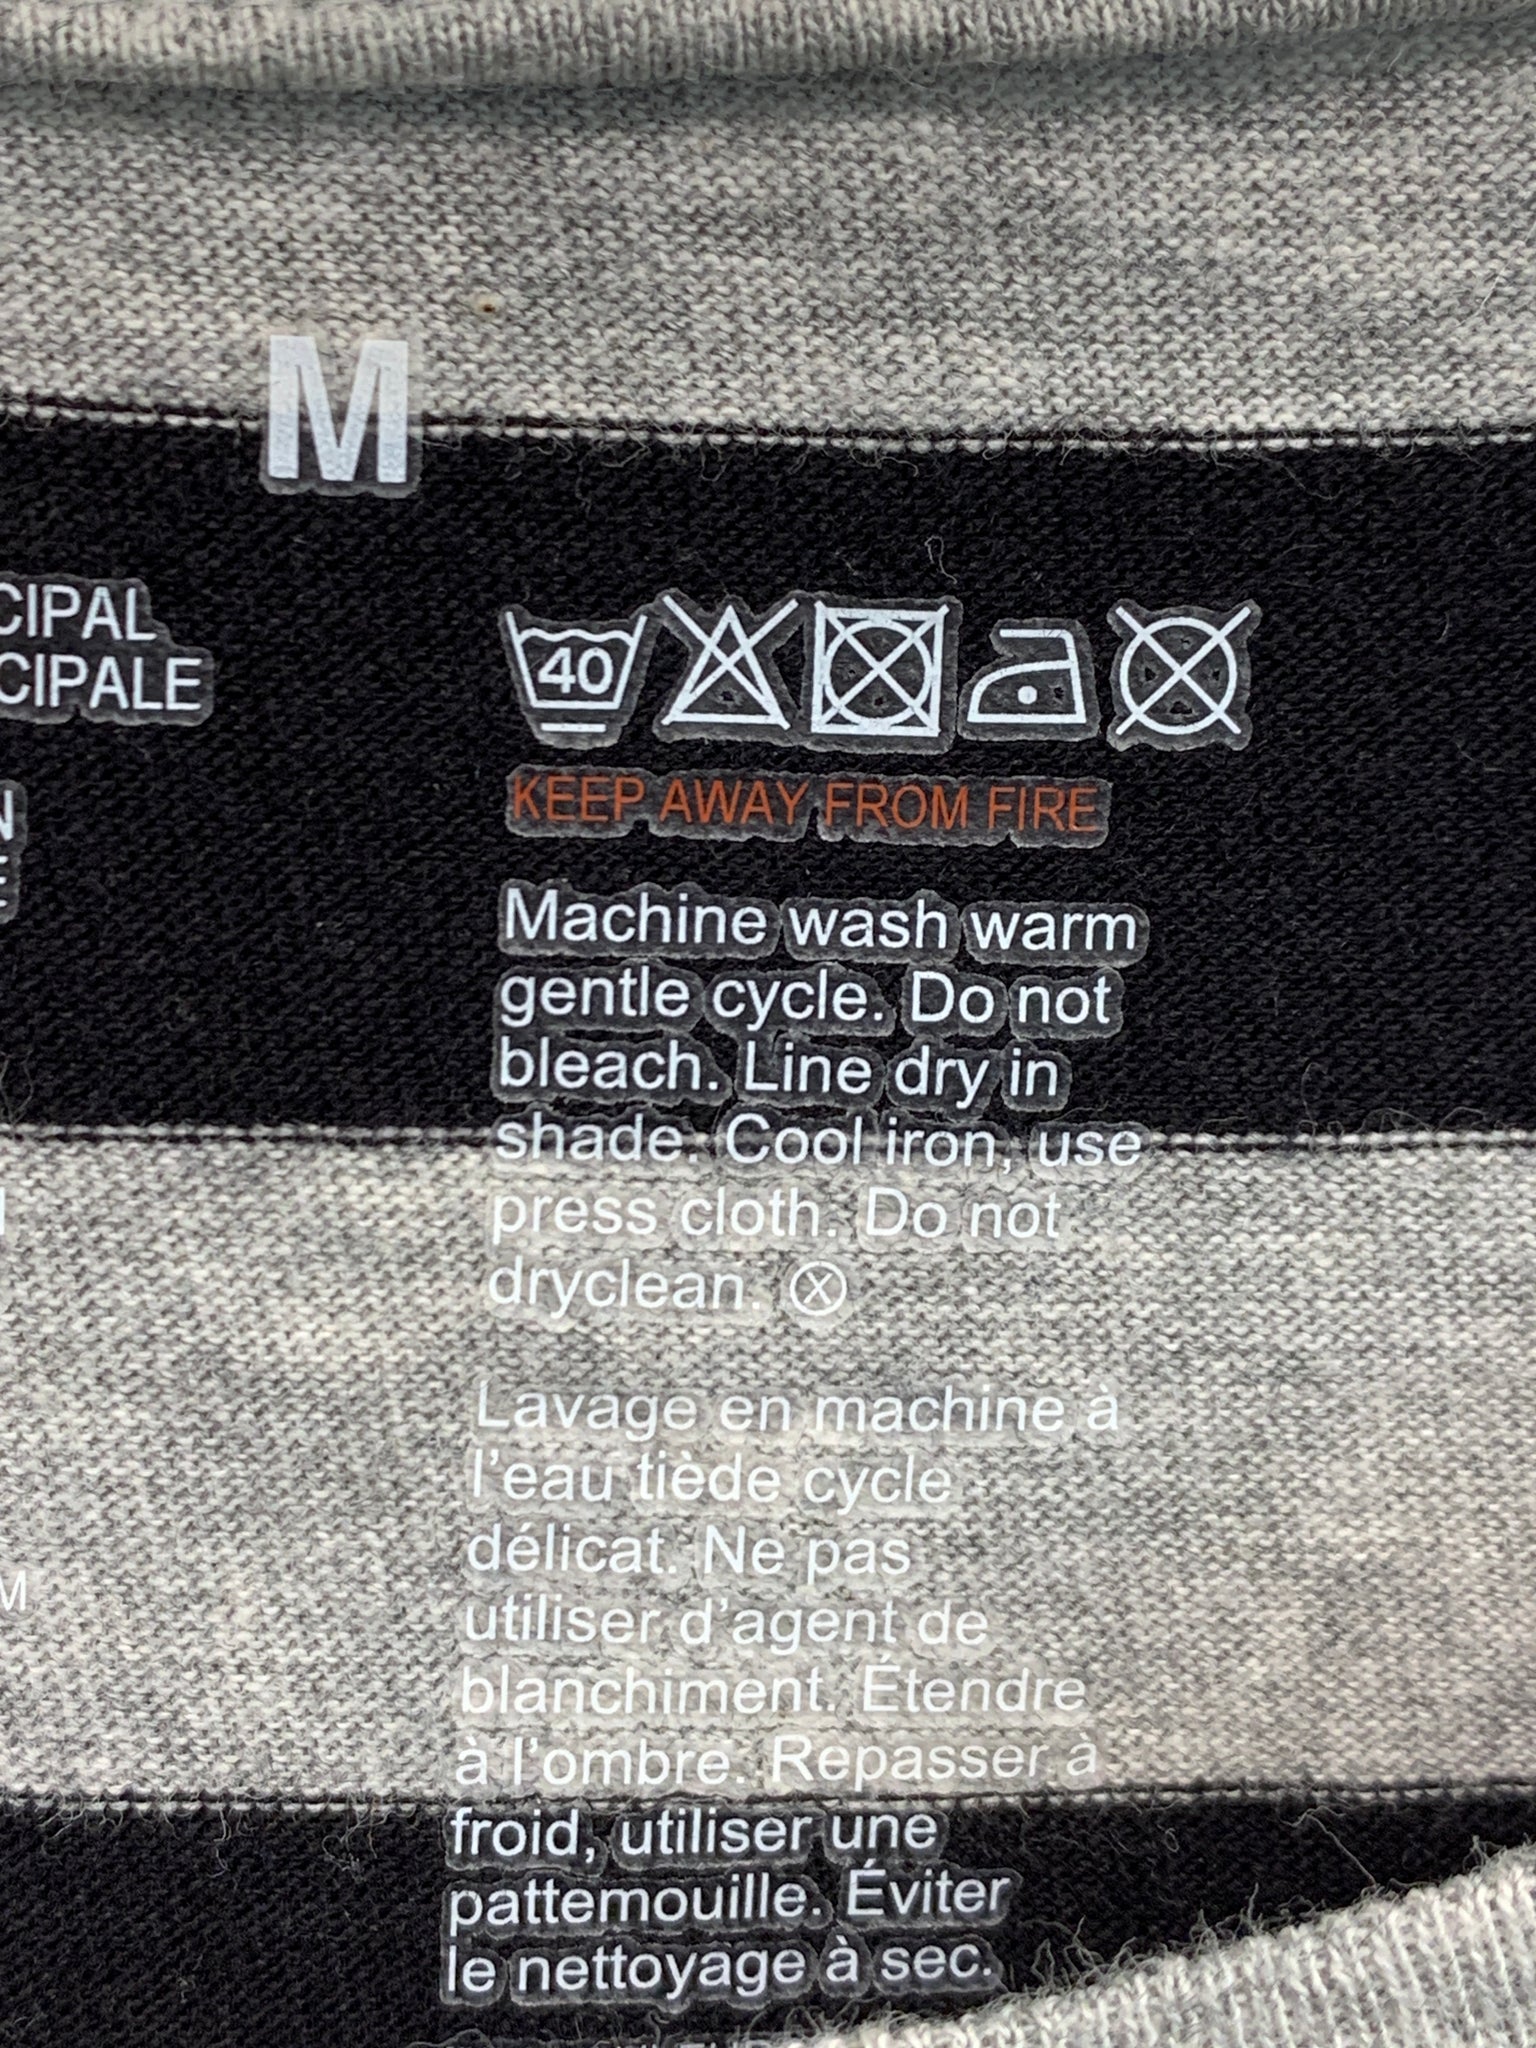 M
CIPAL
CIPALE
40
KEEP AWAY FROM FIRE
Machine wash warm
gentle cycle. Do not
bleach. Line dry in
shade. Cool iron, use
press cloth. Do not
dryclean. Ⓧ
Lavage en machine à
l’eau tiède cycle
délicat. Ne pas
utiliser d’agent de
blanchiment. Étendre
à l’ombre. Repasser à
froid, utiliser une
pattemouille. Éviter
le nettoyage à sec.
N
M